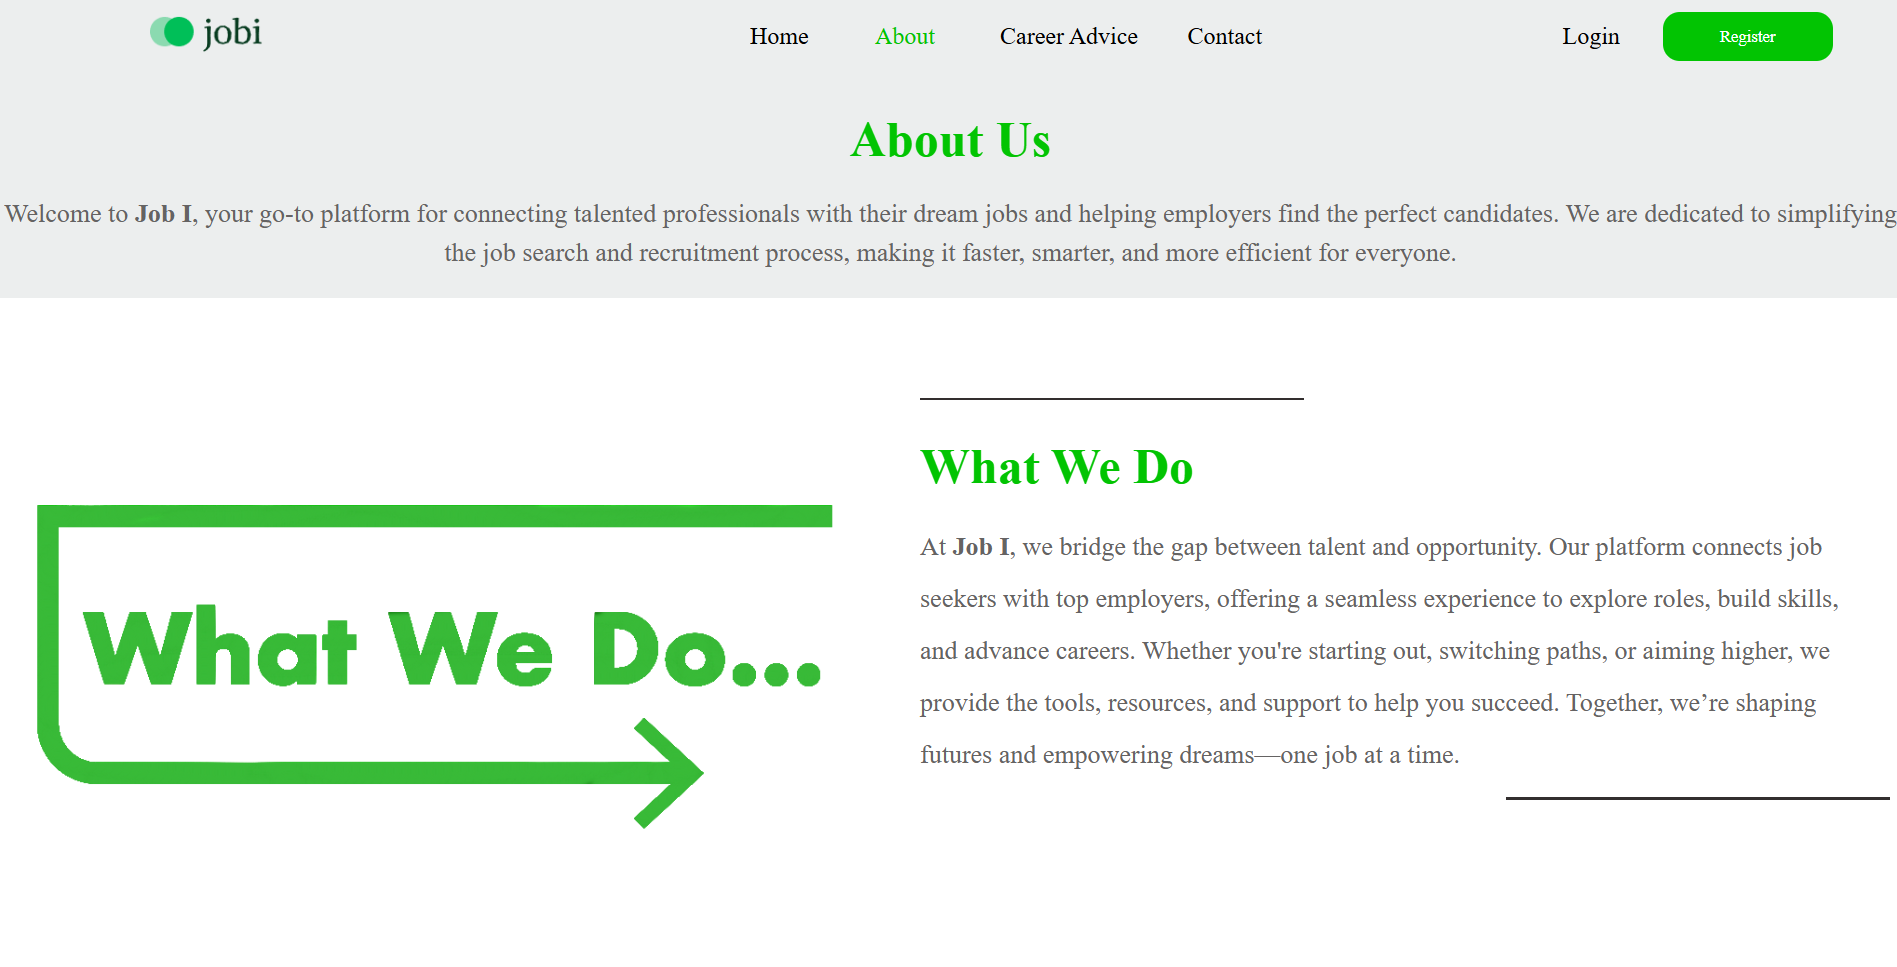 jobi
Home About Career Advice Contact Login Register
About Us
Welcome to Job I, your go-to platform for connecting talented professionals with their dream jobs and helping employers find the perfect candidates. We are dedicated to simplifying
the job search and recruitment process, making it faster, smarter, and more efficient for everyone.
What We Do...
What We Do
At Job I, we bridge the gap between talent and opportunity. Our platform connects job
seekers with top employers, offering a seamless experience to explore roles, build skills,
and advance careers. Whether you're starting out, switching paths, or aiming higher, we
provide the tools, resources, and support to help you succeed. Together, we’re shaping
futures and empowering dreams—one job at a time.